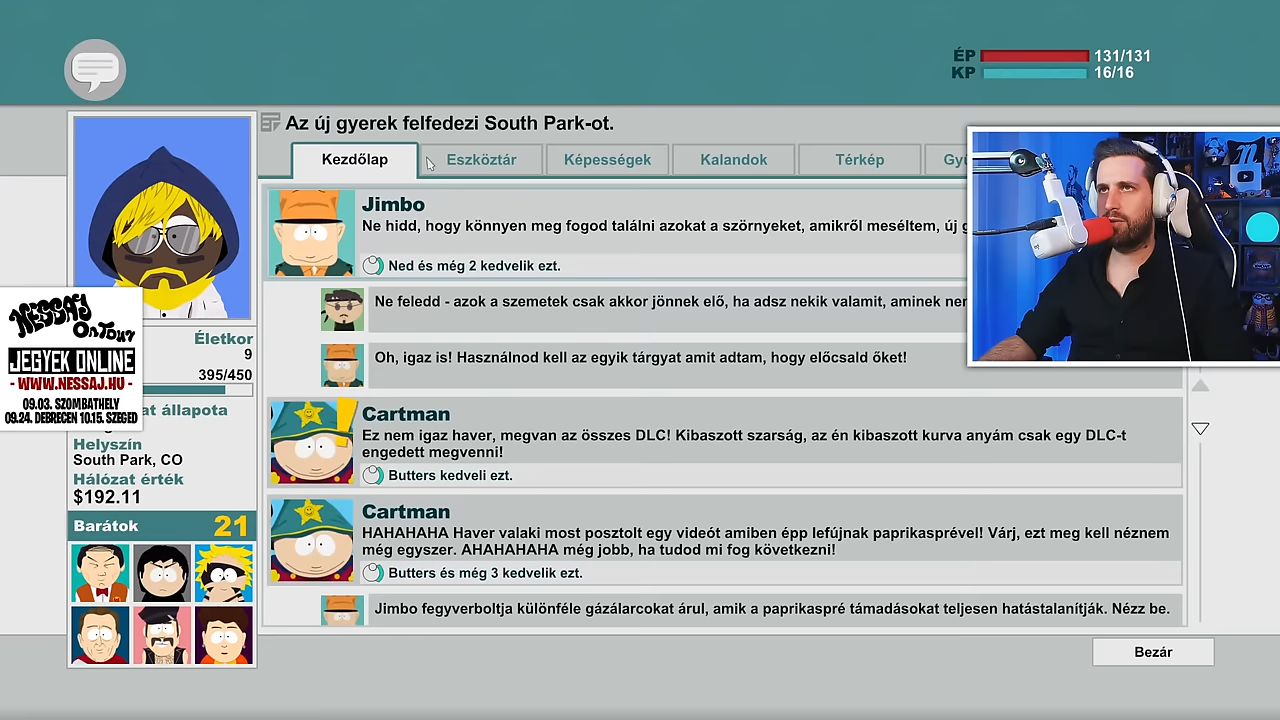 ÉP 131/131
KP 16/16
Az új gyerek felfedezi South Park-ot.
Kezdőlap Eszköztár Képességek Kalandok Térkép
Jimbo
Ne hidd, hogy könnyen meg fogod találni azokat a szörnyeket, amikről meséltem, új
Ned és még 2 kedvelik ezt.
Ne feledd - azok a szemetek csak akkor jönnek elő, ha adsz nekik valamit, aminek
Oh, igaz is! Használnod kell az egyik tárgyat amit adtam, hogy előcsald őket!
Cartman
Ez nem igaz haver, megvan az összes DLC! Kibaszott szarság, az én kibaszott kurva anyám csak egy DLC-t
engedett megvenni!
Butters kedveli ezt.
Cartman
HAHAHAHA Haver valaki most posztolt egy videót amiben épp lefújnak paprikasprével! Várj, ezt meg kell néznem
még egyszer. AHAHAHAHA még jobb, ha tudod mi fog következni!
Butters és még 3 kedvelik ezt.
Jimbo fegyverboltja különféle gázálarcokat árul, amik a paprikaspré támadásokat teljesen hatástalanítják. Nézz be.
NESSAJ
On Tour
JEGYEK ONLINE
- WWW.NESSAJ.HU -
09.03. SZOMBATHELY
09.24. DEBRECEN 10.15. SZEGED
Életkor
9
395/450
állapota
Helyszín
South Park, CO
Hálózat érték
$192.11
Barátok 21
Bezár